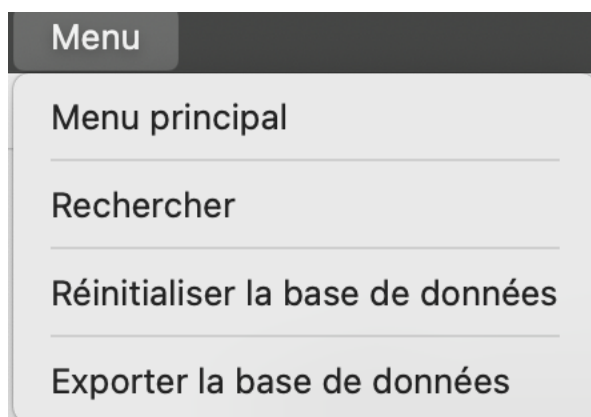 Menu
Menu principal
Rechercher
Réinitialiser la base de données
Exporter la base de données